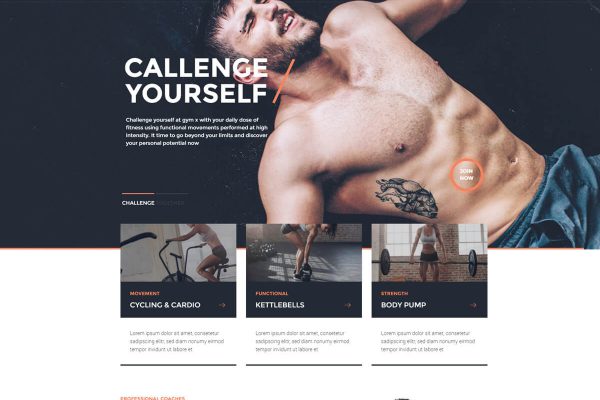 CALLENGE
YOURSELF
Challenge yourself at gym x with your daily dose of
fitness using functional movements performed at high
intensity. It time to go beyond your limits and discover
your personal potential now
JOIN
NOW
CHALLENGE TOGETHER
MOVEMENT
CYCLING & CARDIO
Lorem ipsum dolor sit amet, consetetur
sadipscing elitr, sed diam nonumy eirmod
tempor invidunt ut labore et
FUNCTIONAL
KETTLEBELLS
Lorem ipsum dolor sit amet, consetetur
sadipscing elitr, sed diam nonumy eirmod
tempor invidunt ut labore et
STRENGTH
BODY PUMP
Lorem ipsum dolor sit amet, consetetur
sadipscing elitr, sed diam nonumy eirmod
tempor invidunt ut labore et
PROFESSIONAL COACHES